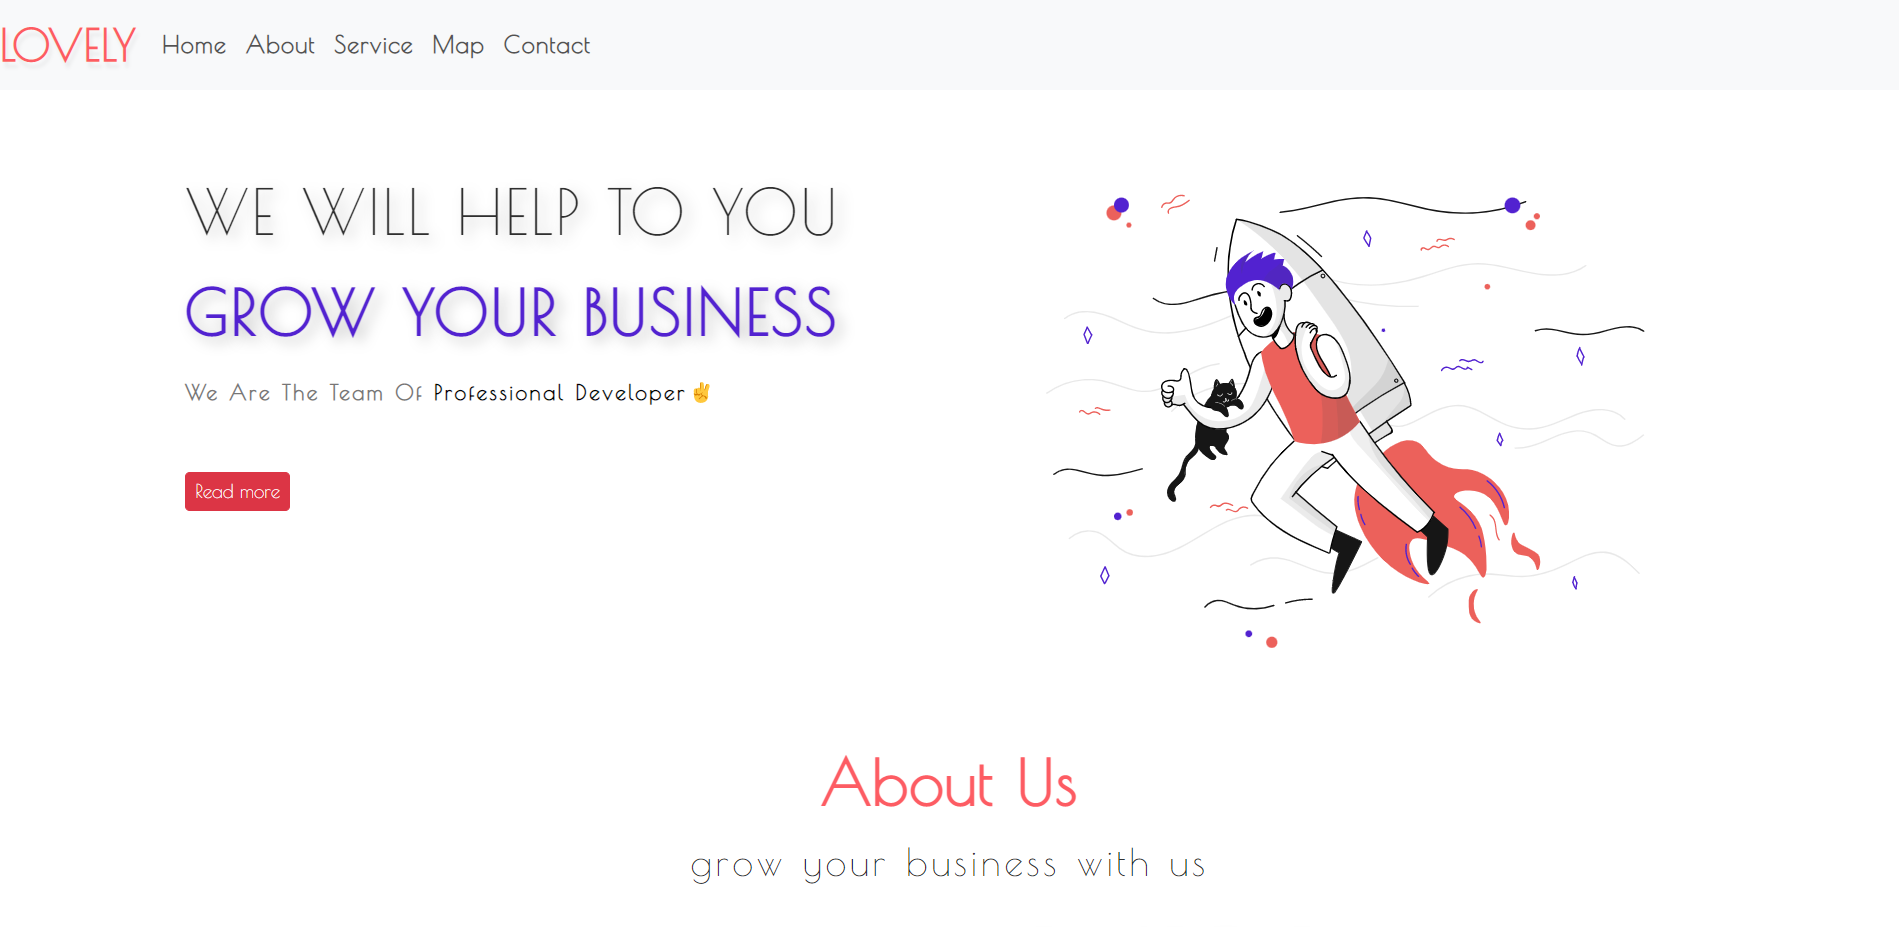 LOVELY Home About Service Map Contact
WE WILL HELP TO YOU
GROW YOUR BUSINESS
We Are The Team Of Professional Developer✌
Read more
About Us
grow your business with us